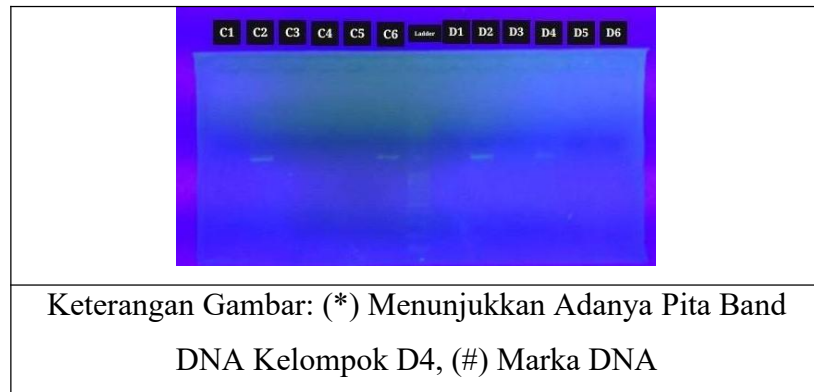 C1 C2 C3 C4 C5 C6 Ladder D1 D2 D3 D4 D5 D6
Keterangan Gambar: (*) Menunjukkan Adanya Pita Band
DNA Kelompok D4, (#) Marka DNA